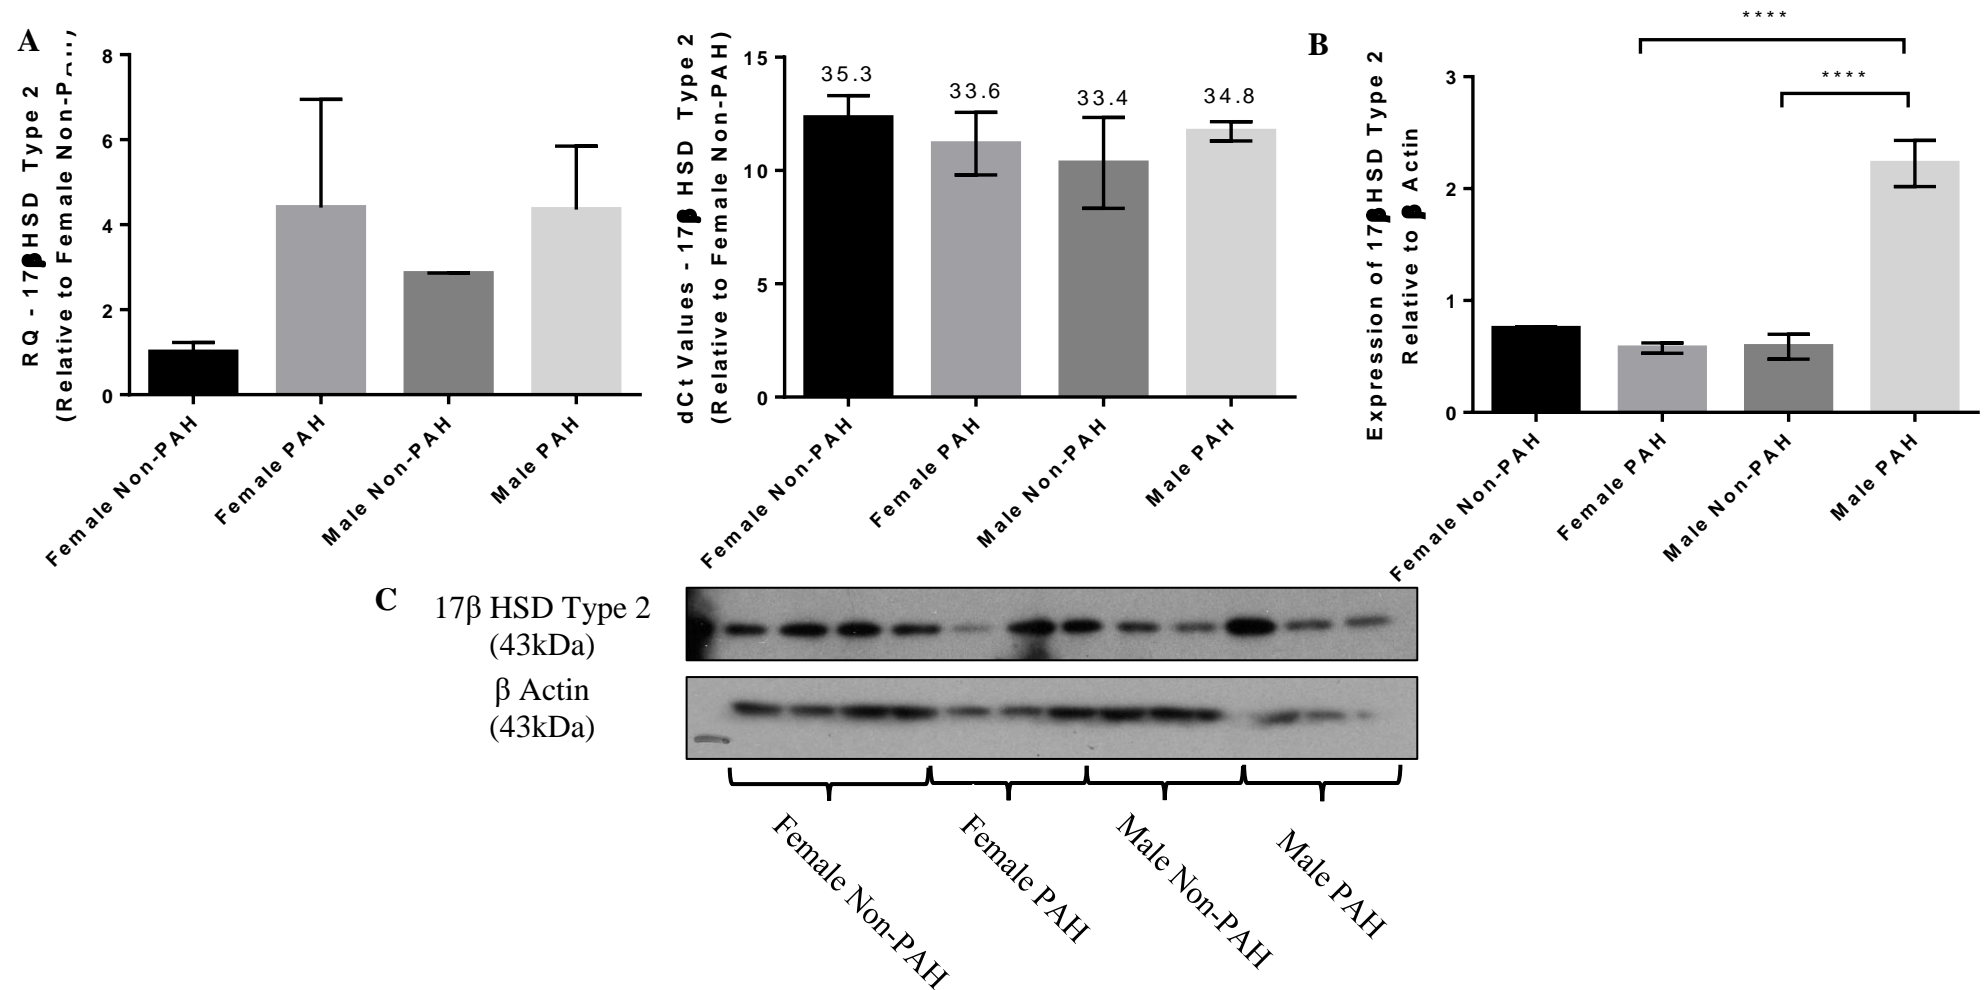 A
RQ - 17βHSD Type 2
(Relative to Female Non-PAH)
8
6
4
2
0
Female Non-PAH
Female PAH
Male Non-PAH
Male PAH
dCt Values - 17β HSD Type 2
(Relative to Female Non-PAH)
15
10
5
0
35.3
33.6
33.4
34.8
Female Non-PAH
Female PAH
Male Non-PAH
Male PAH
B
Expression of 17βHSD Type 2
Relative to β Actin
3
2
1
0
****
****
Female Non-PAH
Female PAH
Male Non-PAH
Male PAH
C
17β HSD Type 2
(43kDa)
β Actin
(43kDa)
Female Non-PAH
Female PAH
Male Non-PAH
Male PAH